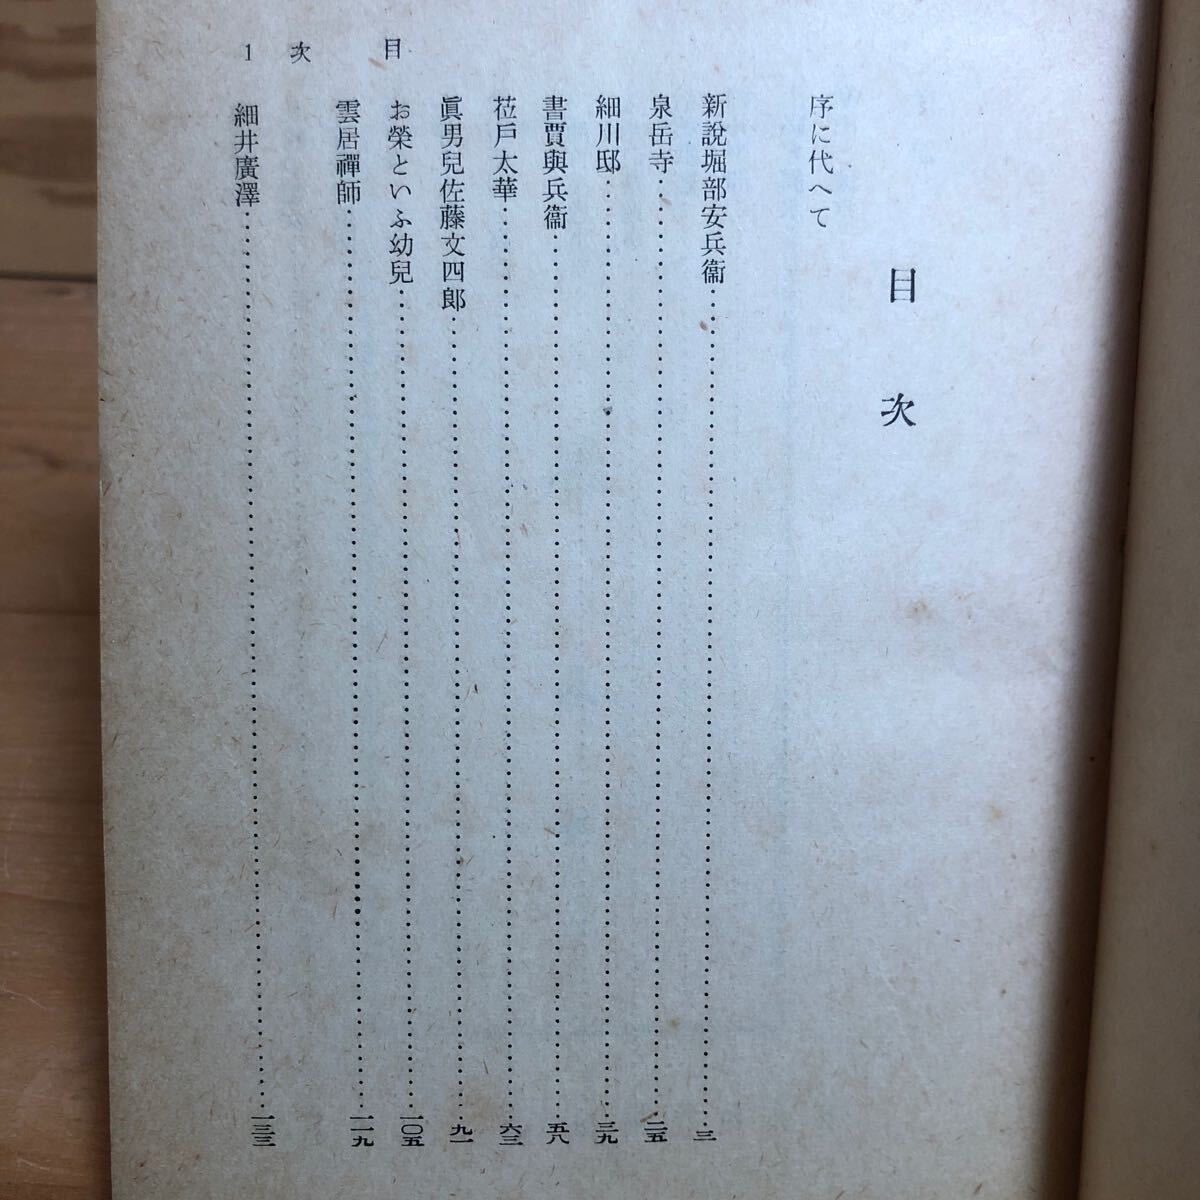 目次
序に代へて
新說堀部安兵衞……三
泉岳寺……二五
細川邸……三九
書賈與兵衞……五八
莅戶太華……六三
眞男兒佐藤文四郎……九一
お榮といふ幼兒……一〇五
雲居禪師……一一九
細井廣澤……一三三
目次 1